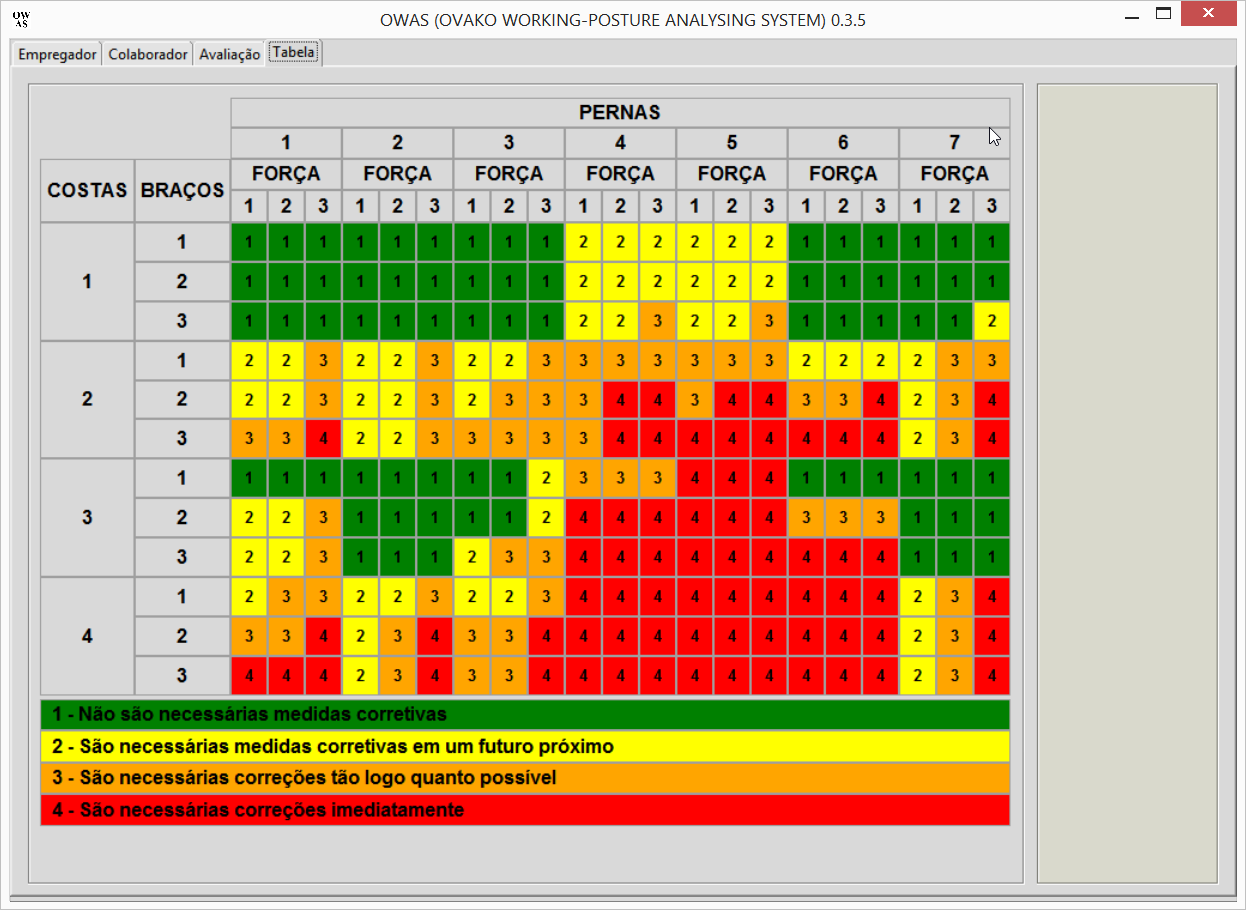 OW
AS
OWAS (OVAKO WORKING-POSTURE ANALYSING SYSTEM) 0.3.5
Empregador Colaborador Avaliação Tabela
PERNAS
1 2 3 4 5 6 7
COSTAS BRAÇOS FORÇA FORÇA FORÇA FORÇA FORÇA FORÇA FORÇA
1 2 3 1 2 3 1 2 3 1 2 3 1 2 3 1 2 3 1 2 3
1 1 1 1 1 1 1 1 1 1 1 2 2 2 2 2 2 1 1 1 1 1 1
2 1 1 1 1 1 1 1 1 1 2 2 2 2 2 2 1 1 1 1 1 1
3 1 1 1 1 1 1 1 1 1 2 2 3 2 2 3 1 1 1 1 1 2
2 1 2 2 3 2 2 3 2 2 3 3 3 3 3 3 3 2 2 2 2 3 3
2 2 2 3 2 2 3 2 3 3 3 4 4 3 4 4 3 3 4 2 3 4
3 3 3 4 2 2 3 3 3 3 3 4 4 4 4 4 4 4 4 2 3 4
3 1 1 1 1 1 1 1 1 1 2 3 3 3 4 4 4 1 1 1 1 1 1
2 2 2 3 1 1 1 1 1 2 4 4 4 4 4 4 3 3 3 1 1 1
3 2 2 3 1 1 1 2 3 3 4 4 4 4 4 4 4 4 4 1 1 1
4 1 2 3 3 2 2 3 2 2 3 4 4 4 4 4 4 4 4 4 2 3 4
2 3 3 4 2 3 4 3 3 4 4 4 4 4 4 4 4 4 4 2 3 4
3 4 4 4 2 3 4 3 3 4 4 4 4 4 4 4 4 4 4 2 3 4
1 - Não são necessárias medidas corretivas
2 - São necessárias medidas corretivas em um futuro próximo
3 - São necessárias correções tão logo quanto possível
4 - São necessárias correções imediatamente